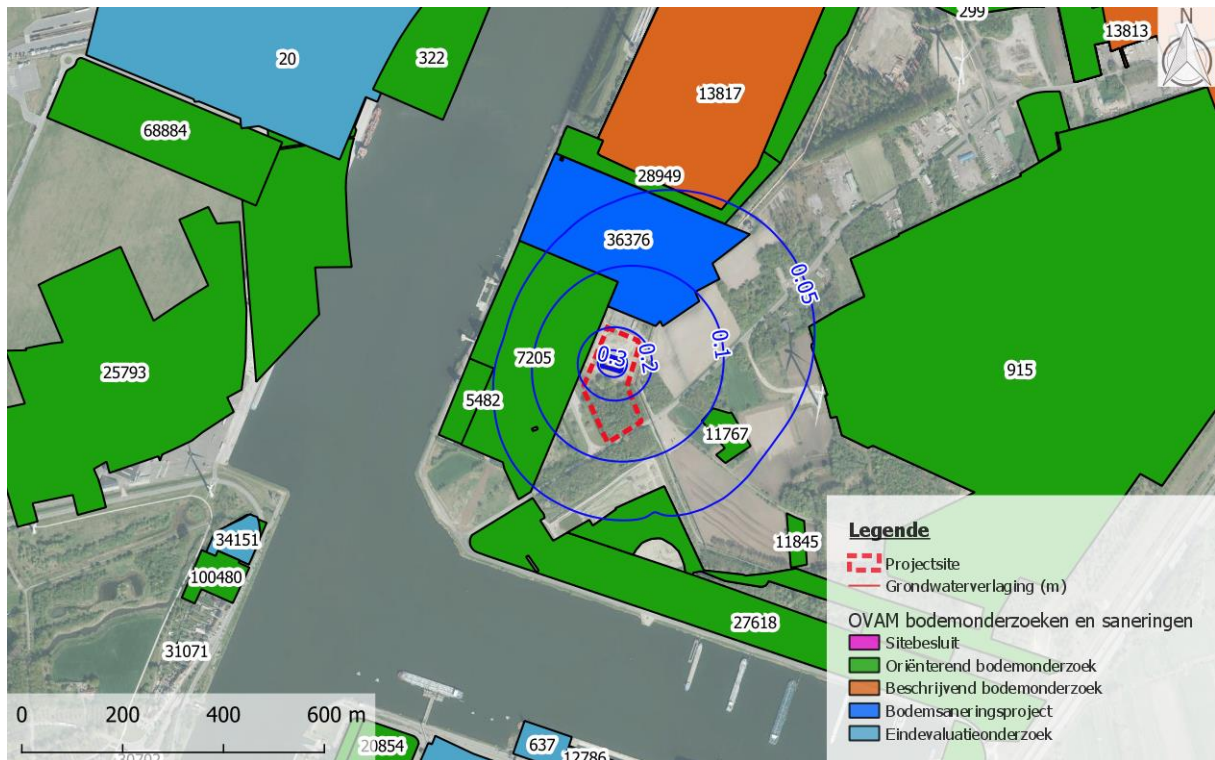 299
N
13813
20
322
13817
68884
28949
36376
0.05
0.1
0.2
0.3
7205
25793
915
5482
11767
34151
100480
11845
31071
27618
Legende
Projectsite
Grondwaterverlaging (m)
OVAM bodemonderzoeken en saneringen
Sitebesluit
Oriënterend bodemonderzoek
Beschrijvend bodemonderzoek
Bodemsaneringsproject
Eindevaluatieonderzoek
0 200 400 600 m
20854
637
12786